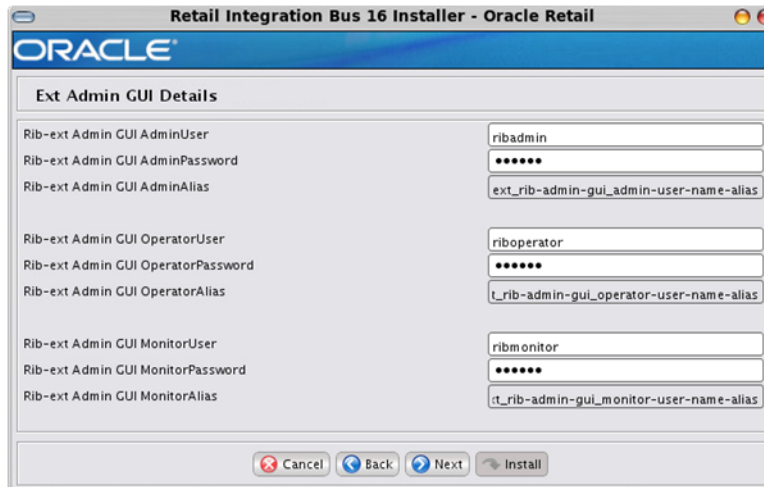 Retail Integration Bus 16 Installer - Oracle Retail
ORACLE
Ext Admin GUI Details
Rib-ext Admin GUI AdminUser ribadmin
Rib-ext Admin GUI AdminPassword ••••••
Rib-ext Admin GUI AdminAlias ext_rib-admin-gui_admin-user-name-alias
Rib-ext Admin GUI OperatorUser riboperator
Rib-ext Admin GUI OperatorPassword ••••••
Rib-ext Admin GUI OperatorAlias t_rib-admin-gui_operator-user-name-alias
Rib-ext Admin GUI MonitorUser ribmonitor
Rib-ext Admin GUI MonitorPassword ••••••
Rib-ext Admin GUI MonitorAlias t_rib-admin-gui_monitor-user-name-alias
Cancel Back Next Install